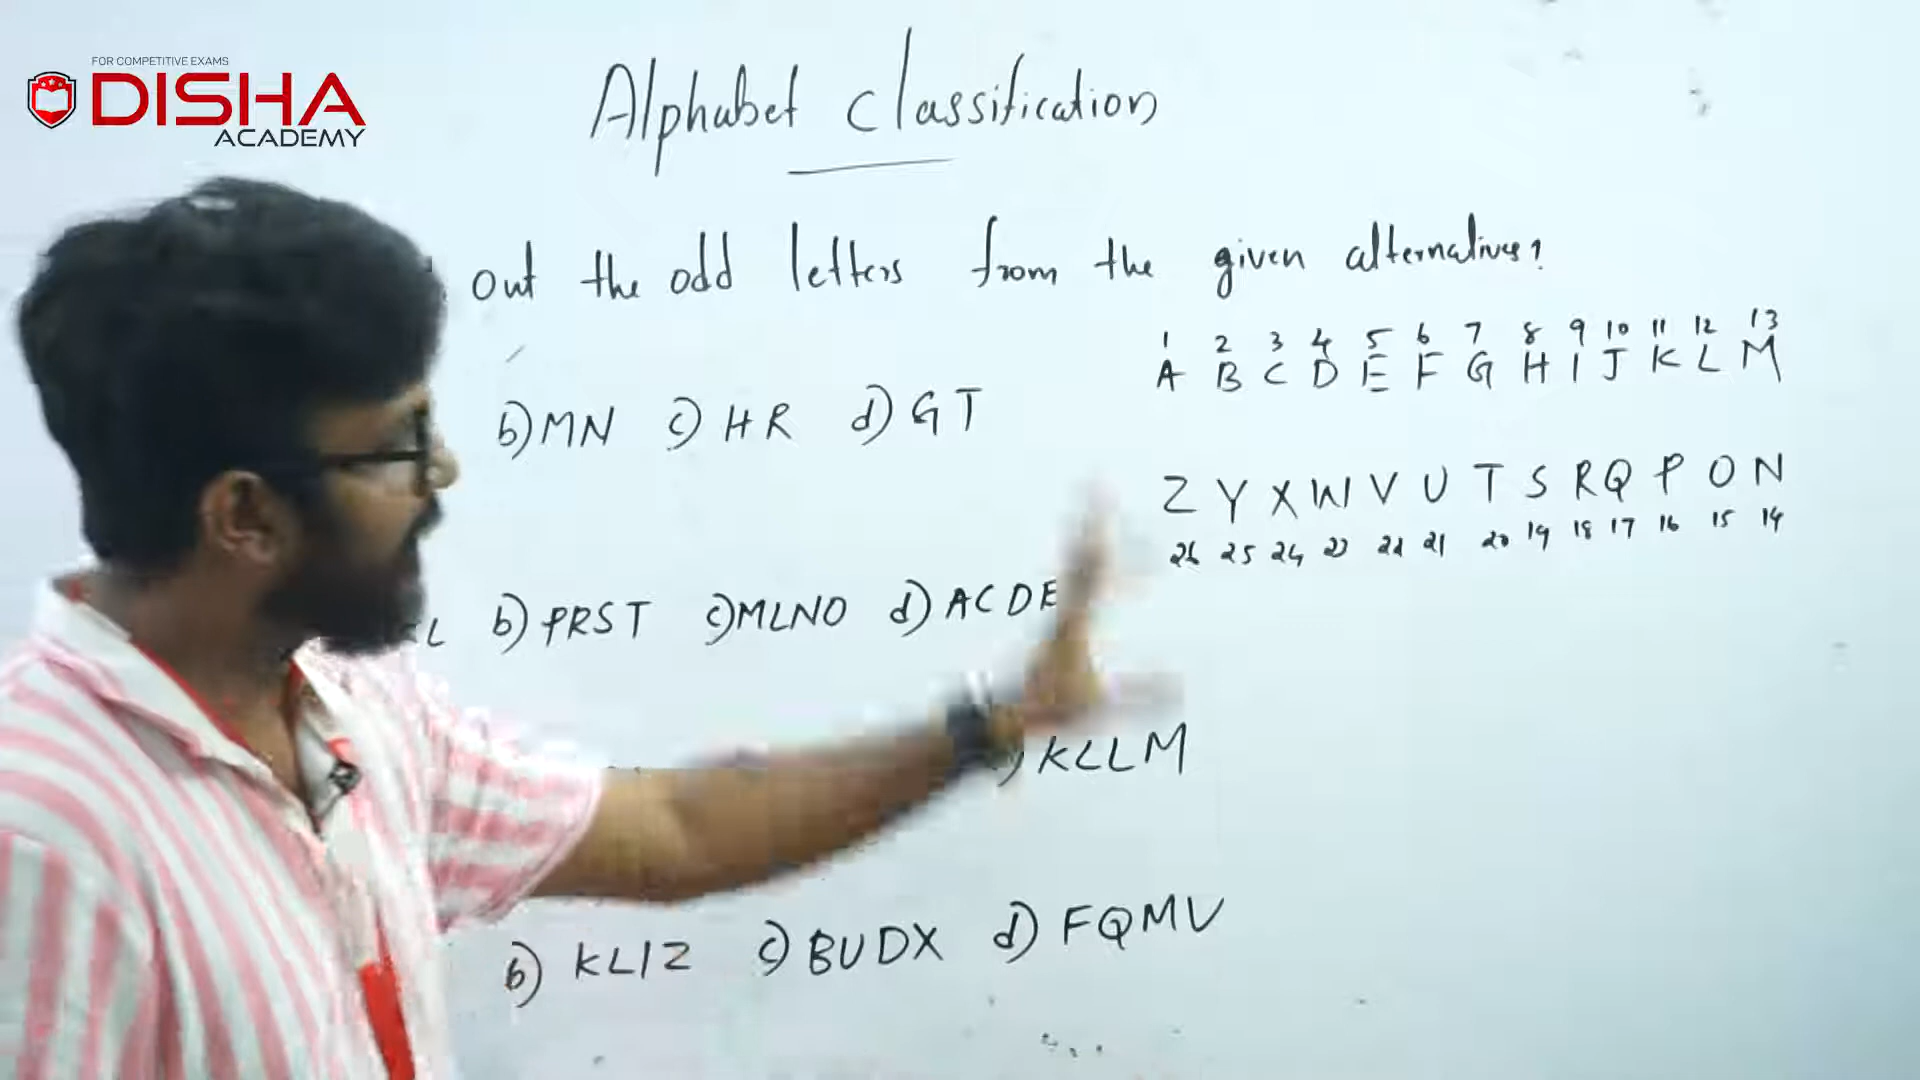 FOR COMPETITIVE EXAMS
DISHA
ACADEMY
Alphabet classification
out the odd letters from the given alternatives?
1 2 3 4 5 6 7 8 9 10 11 12 13
A B C D E F G H I J K L M
b) MN c) HR d) GT
Z Y X W V U T S R Q P O N
26 25 24 23 22 21 20 19 18 17 16 15 14
L b) PRST c) MLNO d) ACDE
) KLLM
b) KLIZ c) BUDX d) FQMV